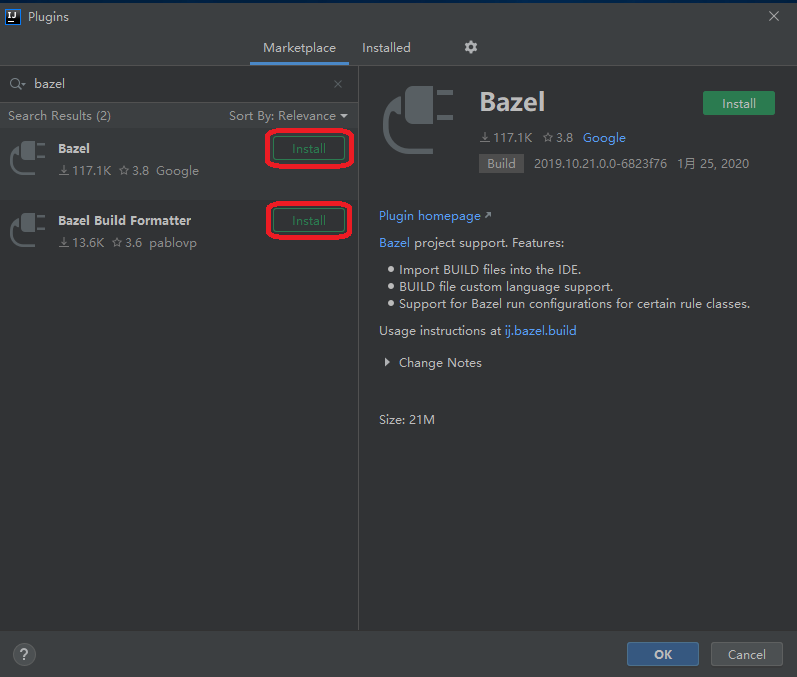 IJ Plugins
Marketplace Installed
bazel
Search Results (2) Sort By: Relevance
Bazel Install
117.1K 3.8 Google
Bazel Build Formatter Install
13.6K 3.6 pablovp
Bazel Install
117.1K 3.8 Google
Build 2019.10.21.0.0-6823f76 1月 25, 2020
Plugin homepage
Bazel project support. Features:
Import BUILD files into the IDE.
BUILD file custom language support.
Support for Bazel run configurations for certain rule classes.
Usage instructions at ij.bazel.build
Change Notes
Size: 21M
? OK Cancel